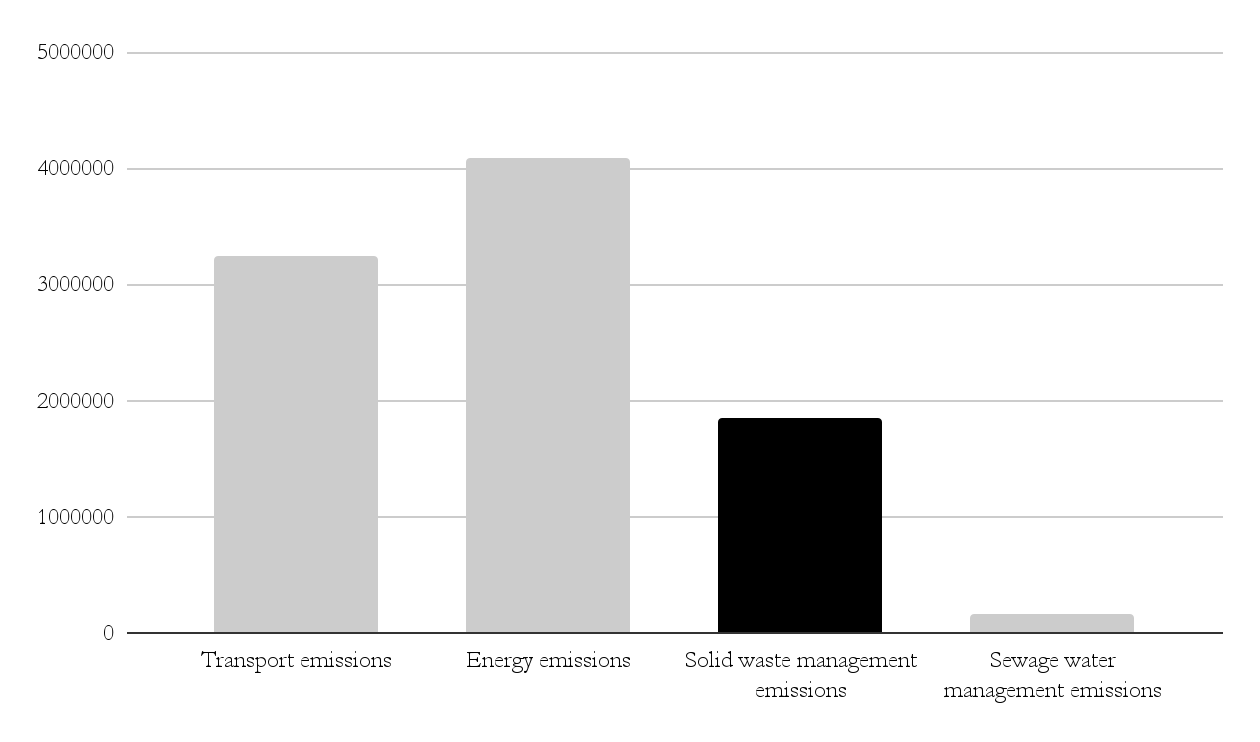 5000000
4000000
3000000
2000000
1000000
0
Transport emissions
Energy emissions
Solid waste management
emissions
Sewage water
management emissions